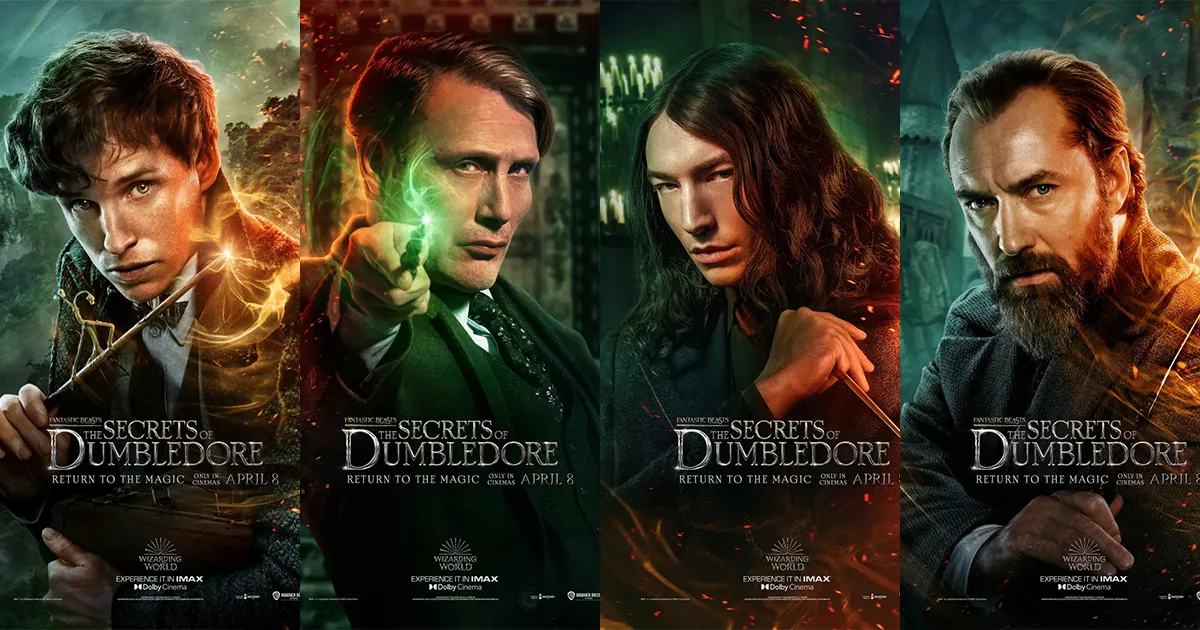 FANTASTIC BEASTS
THE SECRETS OF
DUMBLEDORE
RETURN TO THE MAGIC ONLY IN CINEMAS APRIL 8
WIZARDING
WORLD
EXPERIENCE IT IN IMAX
Dolby Cinema
FANTASTIC BEASTS
THE SECRETS OF
DUMBLEDORE
RETURN TO THE MAGIC ONLY IN CINEMAS APRIL 8
WIZARDING
WORLD
EXPERIENCE IT IN IMAX
Dolby Cinema
WARNER BROS
FANTASTIC BEASTS
THE SECRETS OF
DUMBLEDORE
RETURN TO THE MAGIC ONLY IN CINEMAS APRIL
WIZARDING
WORLD
EXPERIENCE IT IN IMAX
Dolby Cinema
FANTASTIC BEASTS
THE SECRETS OF
DUMBLEDORE
RETURN TO THE MAGIC ONLY IN CINEMAS APRIL 8
WIZARDING
WORLD
EXPERIENCE IT IN IMAX
Dolby Cinema